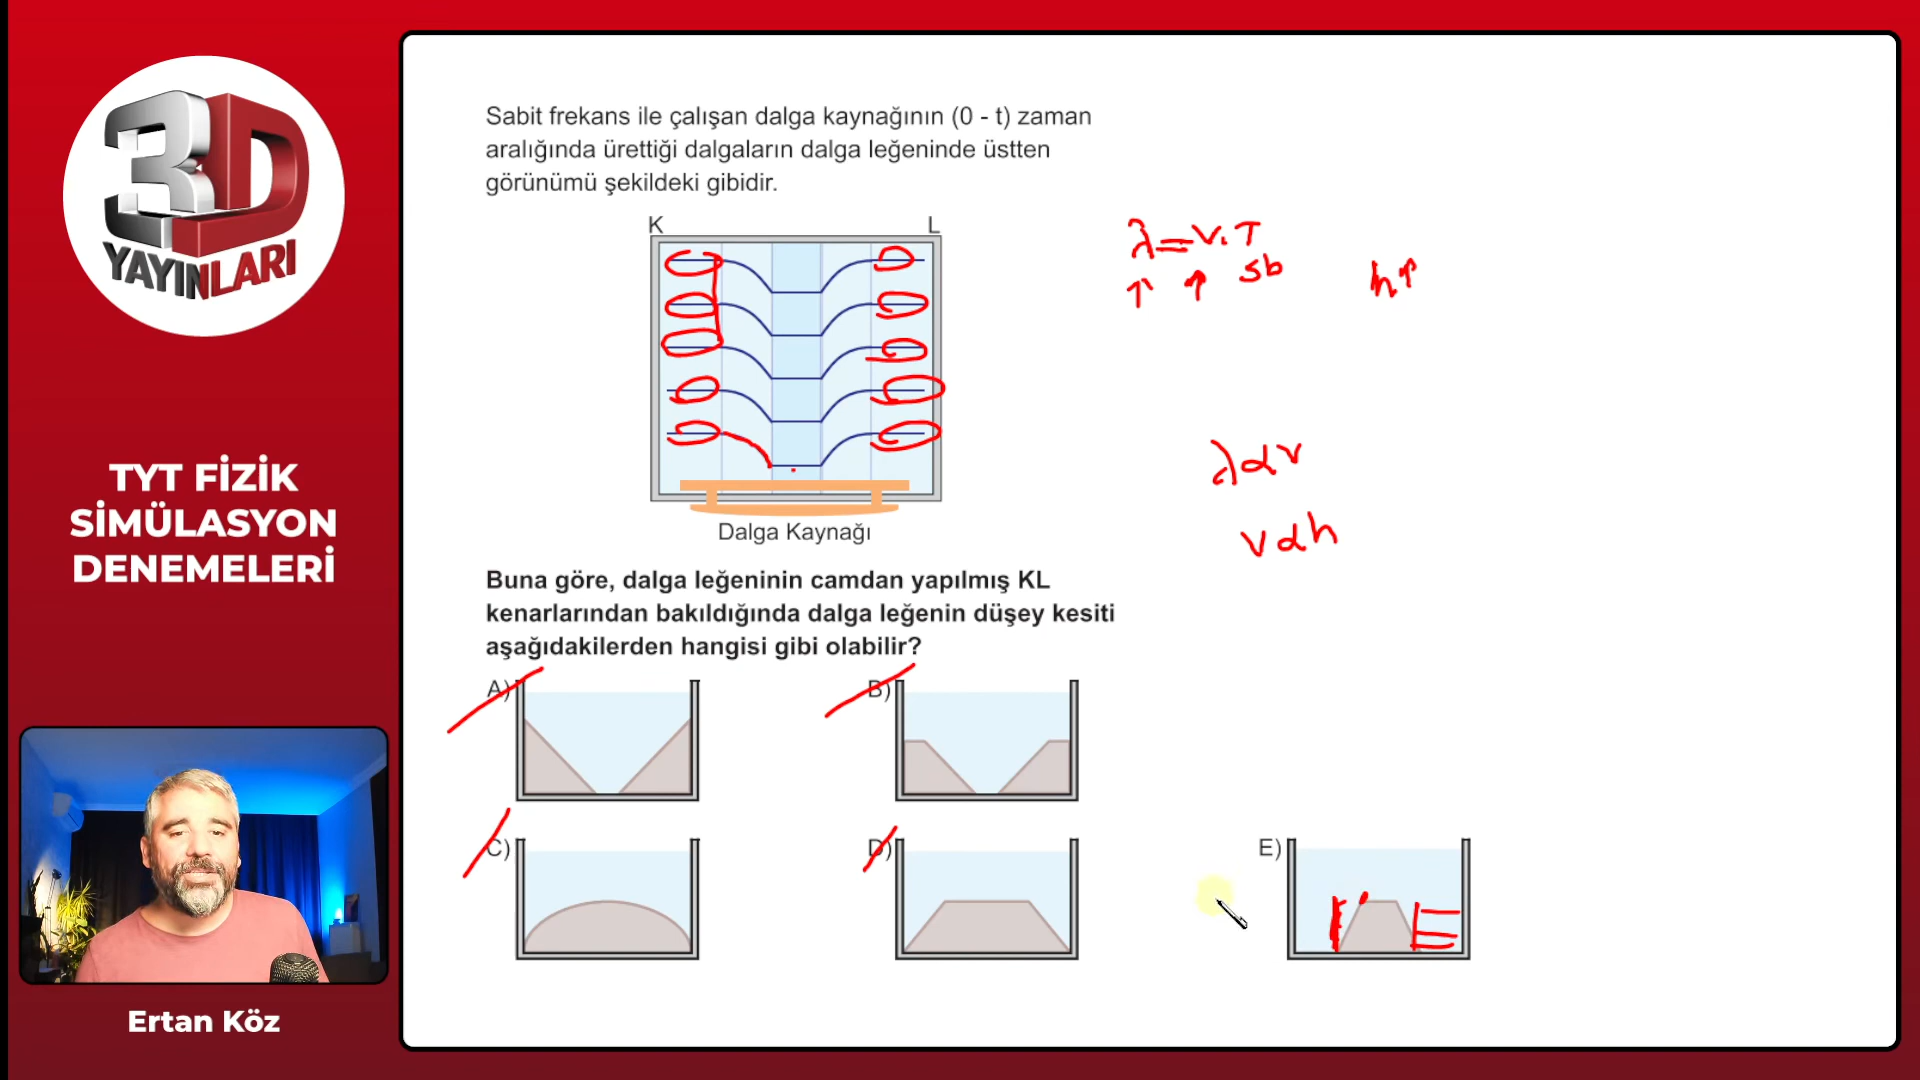 3D
YAYINLARI
TYT FİZİK
SİMÜLASYON
DENEMELERİ
Ertan Köz
Sabit frekans ile çalışan dalga kaynağının (0 - t) zaman
aralığında ürettiği dalgaların dalga leğeninde üstten
görünümü şekildeki gibidir.
K L
Dalga Kaynağı
λ=v.T
↑ ↑ sb h↑
λαv
vαh
Buna göre, dalga leğeninin camdan yapılmış KL
kenarlarından bakıldığında dalga leğenin düşey kesiti
aşağıdakilerden hangisi gibi olabilir?
A) B)
C) D) E)